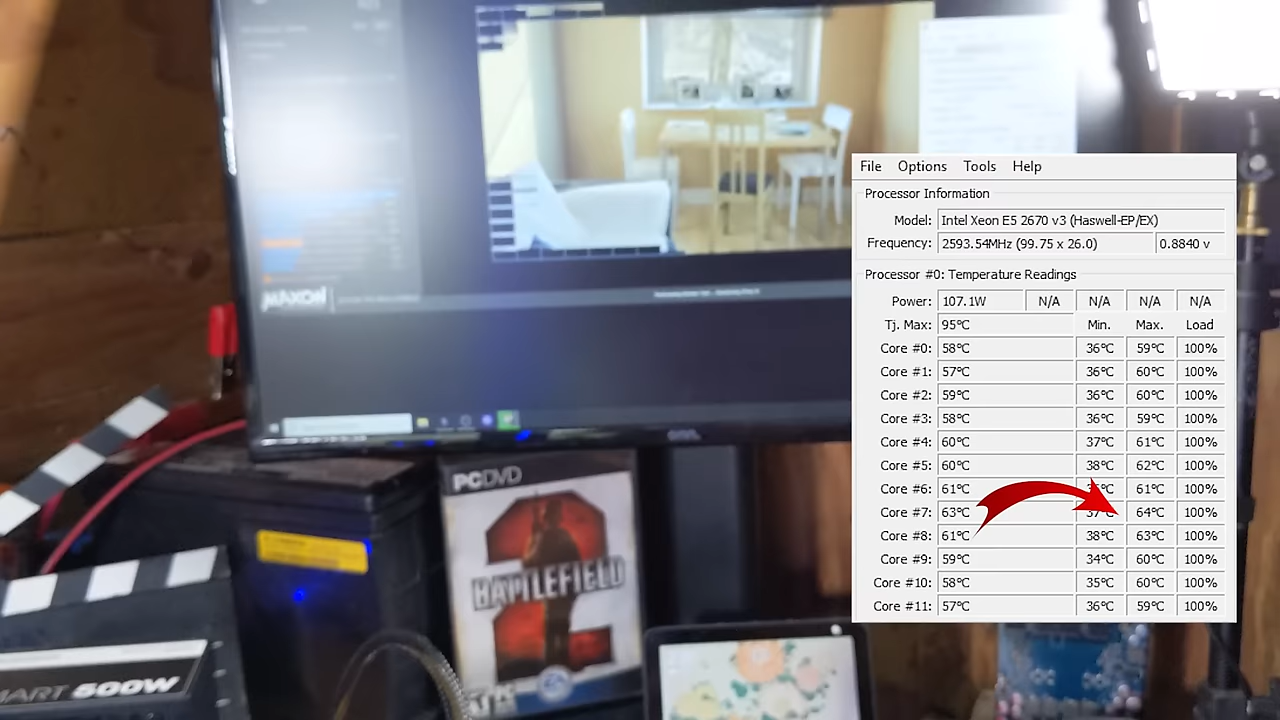 MAXON
PC DVD
2
BATTLEFIELD
MART 500W
File Options Tools Help
Processor Information
Model: Intel Xeon E5 2670 v3 (Haswell-EP/EX)
Frequency: 2593.54MHz (99.75 x 26.0) 0.8840 v
Processor #0: Temperature Readings
Power: 107.1W N/A N/A N/A N/A
Tj. Max: 95°C Min. Max. Load
Core #0: 58°C 36°C 59°C 100%
Core #1: 57°C 36°C 60°C 100%
Core #2: 59°C 36°C 60°C 100%
Core #3: 58°C 36°C 59°C 100%
Core #4: 60°C 37°C 61°C 100%
Core #5: 60°C 38°C 62°C 100%
Core #6: 61°C 61°C 100%
Core #7: 63°C 37°C 64°C 100%
Core #8: 61°C 38°C 63°C 100%
Core #9: 59°C 34°C 60°C 100%
Core #10: 58°C 35°C 60°C 100%
Core #11: 57°C 36°C 59°C 100%